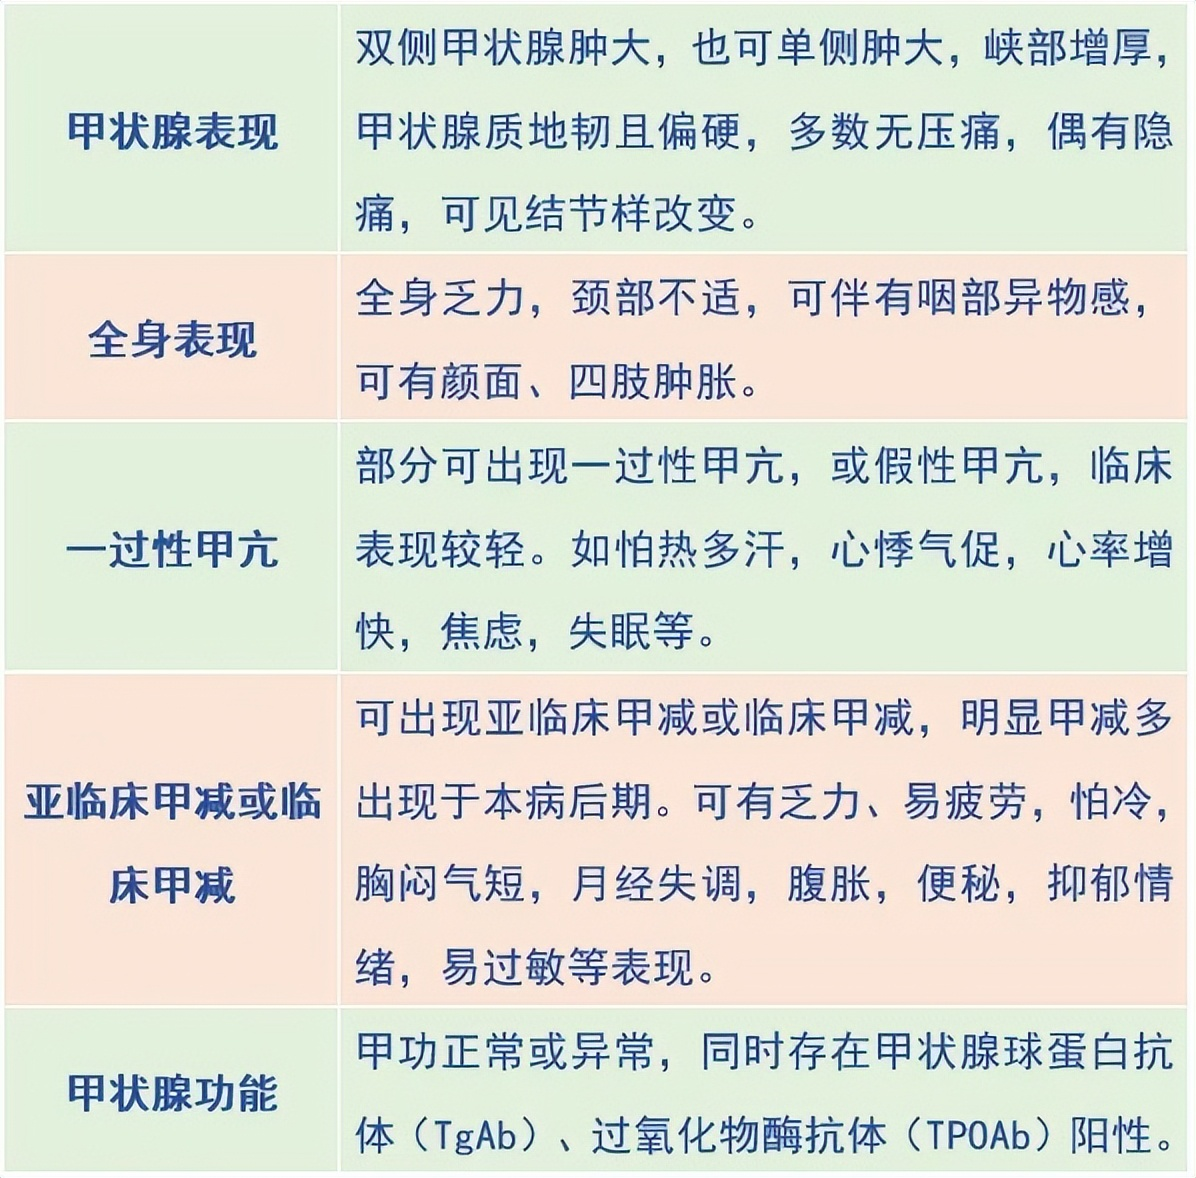 甲状腺表现
双侧甲状腺肿大，也可单侧肿大，峡部增厚，
甲状腺质地韧且偏硬，多数无压痛，偶有隐
痛，可见结节样改变。
全身表现
全身乏力，颈部不适，可伴有咽部异物感，
可有颜面、四肢肿胀。
一过性甲亢
部分可出现一过性甲亢，或假性甲亢，临床
表现较轻。如怕热多汗，心悸气促，心率增
快，焦虑，失眠等。
亚临床甲减或临
床甲减
可出现亚临床甲减或临床甲减，明显甲减多
出现于本病后期。可有乏力、易疲劳，怕冷，
胸闷气短，月经失调，腹胀，便秘，抑郁情
绪，易过敏等表现。
甲状腺功能
甲功正常或异常，同时存在甲状腺球蛋白抗
体（TgAb）、过氧化物酶抗体（TPOAb）阳性。